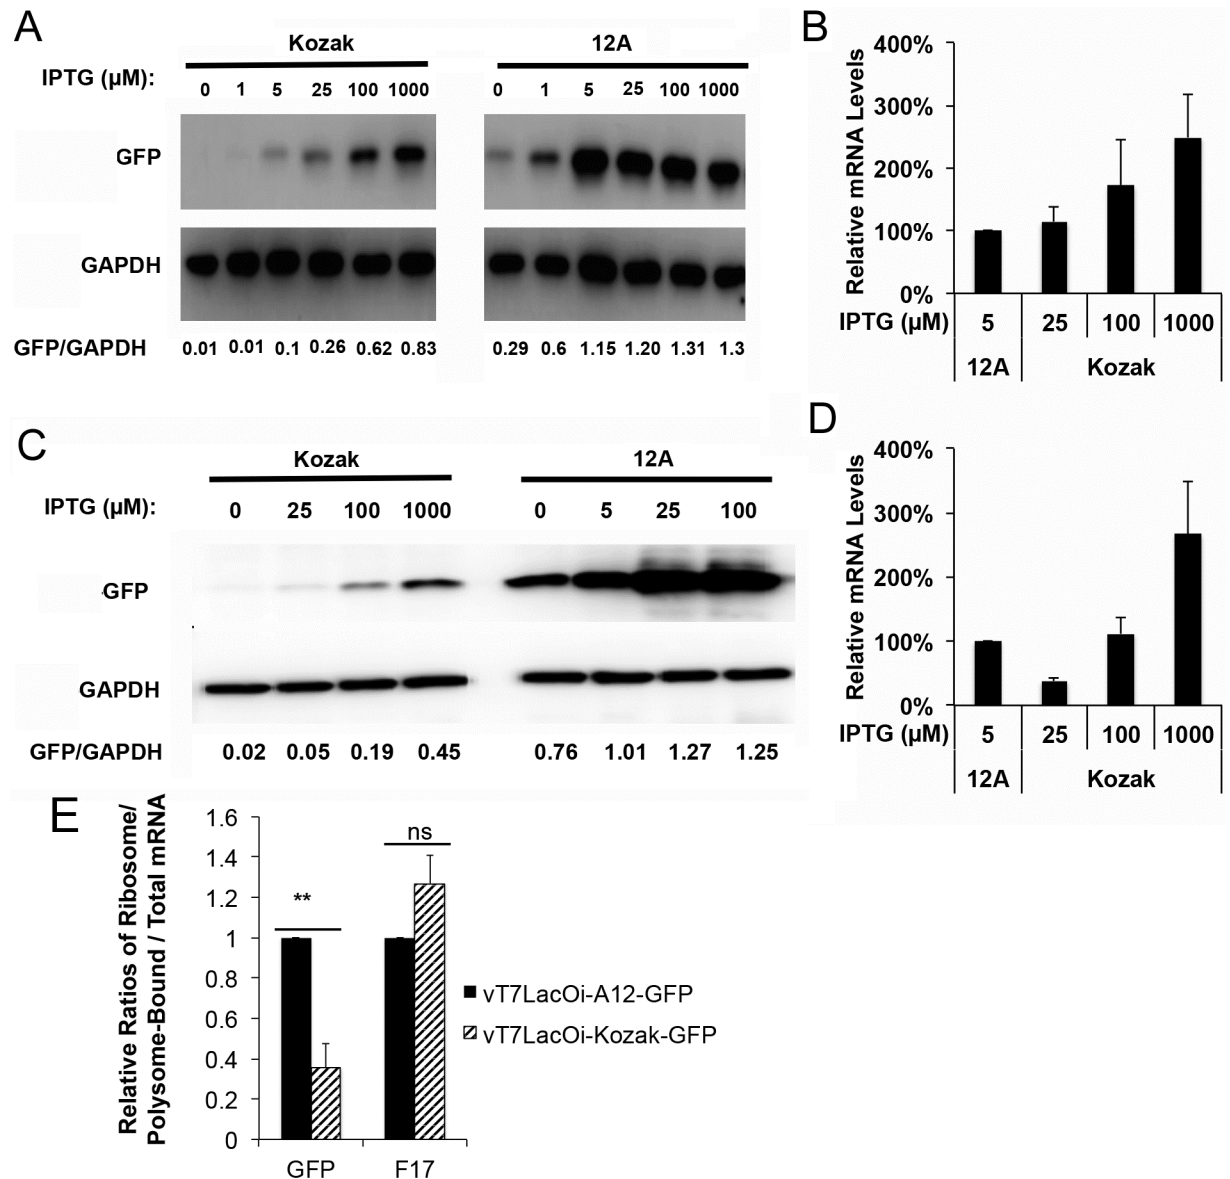 A
Kozak
12A
IPTG (µM):
0 1 5 25 100 1000
0 1 5 25 100 1000
GFP
GAPDH
GFP/GAPDH
0.01 0.01 0.1 0.26 0.62 0.83
0.29 0.6 1.15 1.20 1.31 1.3
B
Relative mRNA Levels
400%
300%
200%
100%
0%
IPTG (µM) 5 25 100 1000
12A Kozak
C
Kozak
12A
IPTG (µM):
0 25 100 1000
0 5 25 100
GFP
GAPDH
GFP/GAPDH
0.02 0.05 0.19 0.45
0.76 1.01 1.27 1.25
D
Relative mRNA Levels
400%
300%
200%
100%
0%
IPTG (µM) 5 25 100 1000
12A Kozak
E
Relative Ratios of Ribosome/
Polysome-Bound / Total mRNA
1.6
1.4
1.2
1
0.8
0.6
0.4
0.2
0
**
ns
GFP F17
vT7LacOi-A12-GFP
vT7LacOi-Kozak-GFP